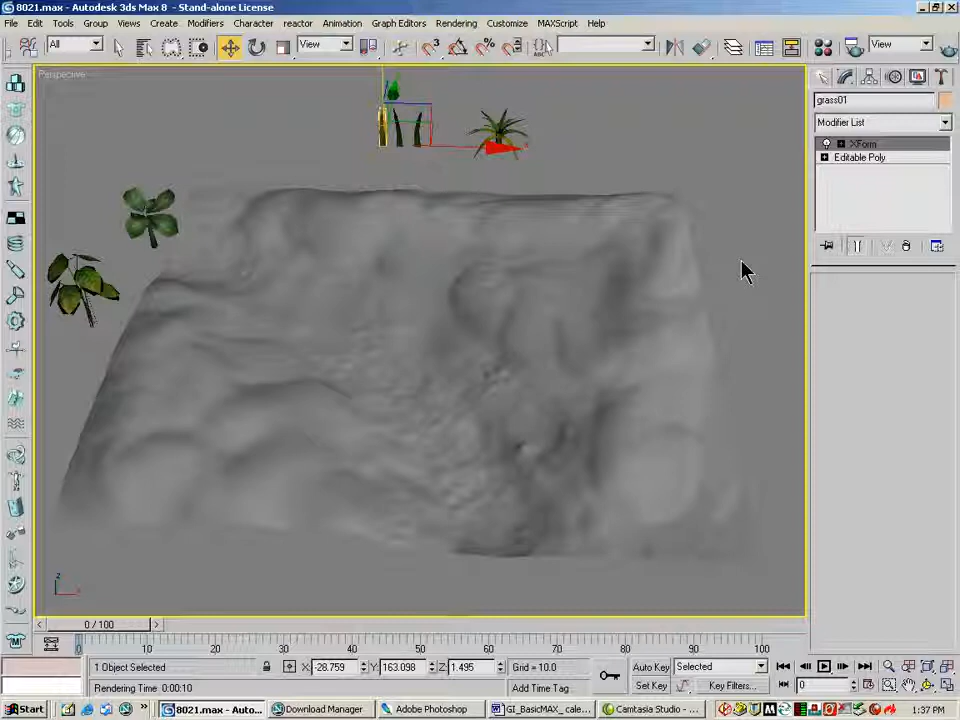 8021.max - Autodesk 3ds Max 8 - Stand-alone License
File Edit Tools Group Views Create Modifiers Character reactor Animation Graph Editors Rendering Customize MAXScript Help
All View View
Perspective
grass01
Modifier List
XForm
Editable Poly
0 / 100
0 10 20 30 40 50 60 70 80 90 100
1 Object Selected X: -28.759 Y: 163.098 Z: 1.495 Grid = 10.0 Auto Key Selected
Rendering Time 0:00:10 Add Time Tag Set Key Key Filters... 0
Start 8021.max - Auto... Download Manager Adobe Photoshop GI_BasicMAX_ cale... Camtasia Studio - ... 1:37 PM